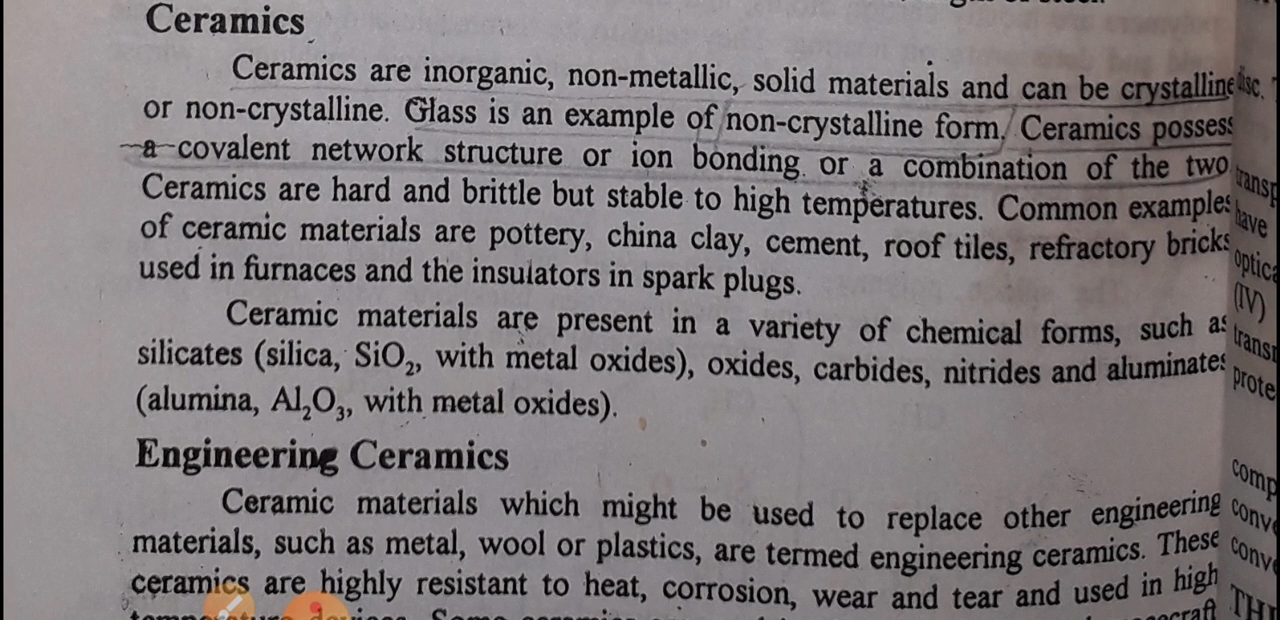 Ceramics
Ceramics are inorganic, non-metallic, solid materials and can be crystalline
or non-crystalline. Glass is an example of non-crystalline form. Ceramics possess
a covalent network structure or ion bonding or a combination of the two
Ceramics are hard and brittle but stable to high temperatures. Common examples
of ceramic materials are pottery, china clay, cement, roof tiles, refractory bricks
used in furnaces and the insulators in spark plugs.
Ceramic materials are present in a variety of chemical forms, such as
silicates (silica, SiO₂, with metal oxides), oxides, carbides, nitrides and aluminates
(alumina, Al₂O₃, with metal oxides).
Engineering Ceramics
Ceramic materials which might be used to replace other engineering
materials, such as metal, wool or plastics, are termed engineering ceramics. These
ceramics are highly resistant to heat, corrosion, wear and tear and used in high
have
(IV)